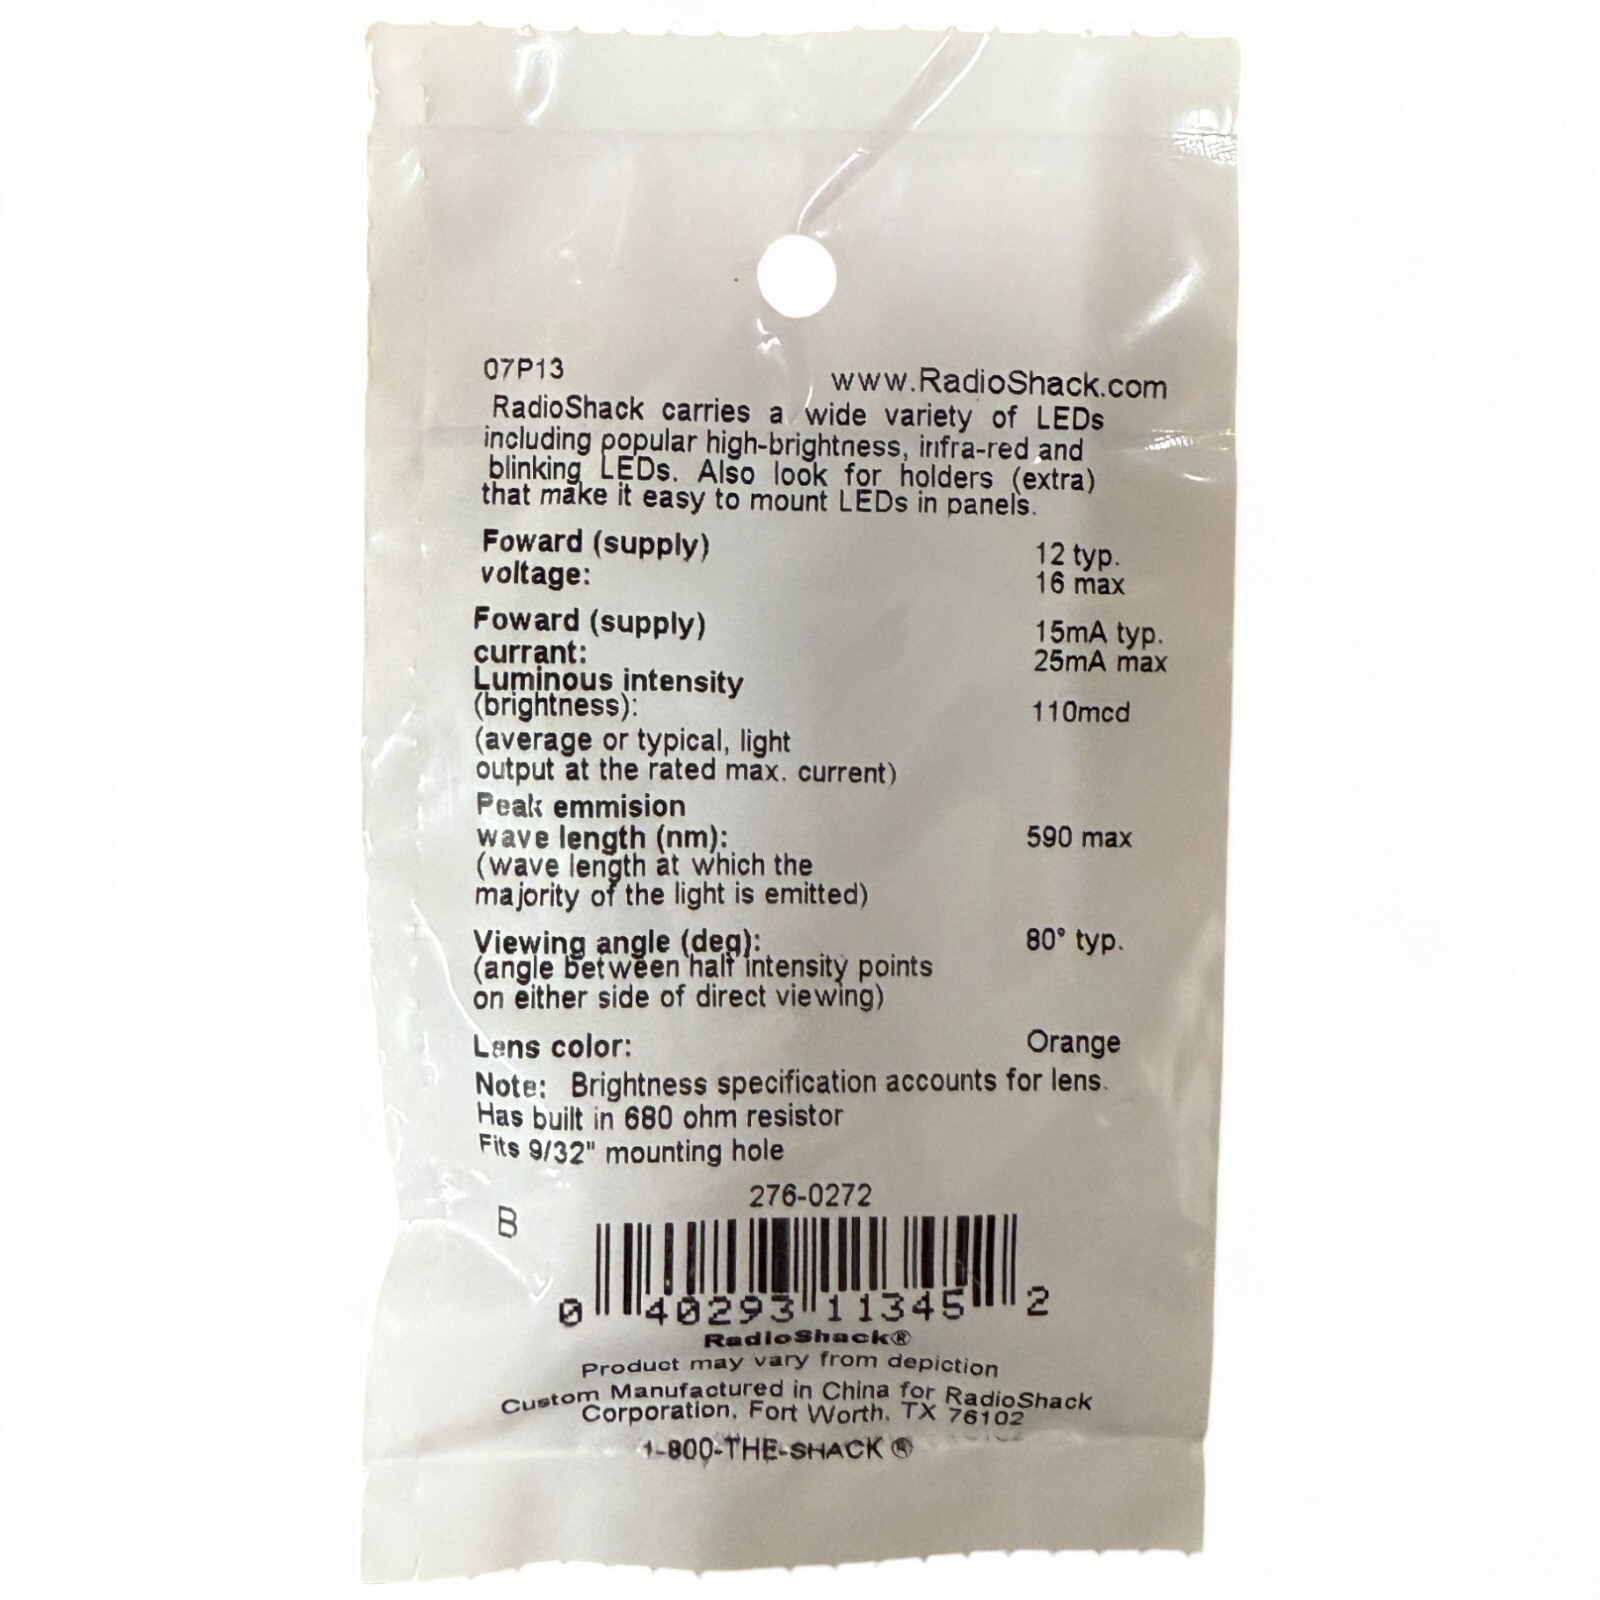 07P13
www.RadioShack.com
RadioShack carries a wide variety of LEDs
including popular high-brightness, infra-red and
blinking LEDs. Also look for holders (extra)
that make it easy to mount LEDs in panels.
Foward (supply) 12 typ.
voltage: 16 max
Foward (supply) 15mA typ.
currant: 25mA max
Luminous intensity
(brightness): 110mcd
(average or typical, light
output at the rated max. current)
Peak emmision
wave length (nm): 590 max
(wave length at which the
majority of the light is emitted)
Viewing angle (deg): 80° typ.
(angle between half intensity points
on either side of direct viewing)
Lens color: Orange
Note: Brightness specification accounts for lens.
Has built in 680 ohm resistor
Fits 9/32" mounting hole
276-0272
B
0 40293 11345 2
RadioShack®
Product may vary from depiction
Custom Manufactured in China for RadioShack
Corporation, Fort Worth, TX 76102
1-800-THE-SHACK ®